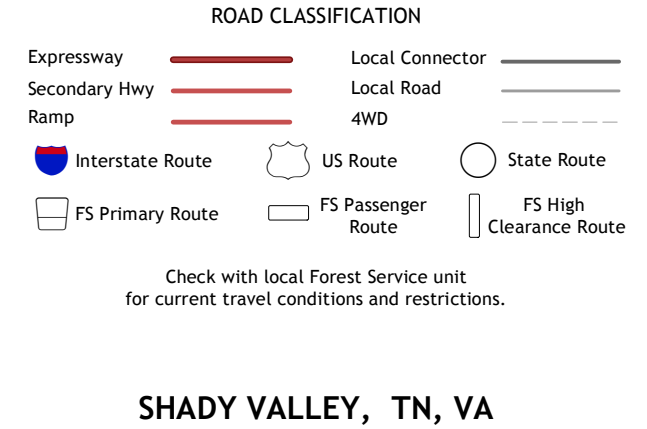 ROAD CLASSIFICATION
Expressway
Local Connector
Secondary Hwy
Local Road
Ramp
4WD
Interstate Route
US Route
State Route
FS Primary Route
FS Passenger
Route
FS High
Clearance Route
Check with local Forest Service unit
for current travel conditions and restrictions.
SHADY VALLEY, TN, VA